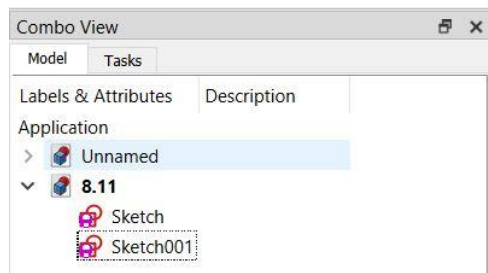 Combo View
Model Tasks
Labels & Attributes Description
Application
Unnamed
8.11
Sketch
Sketch001